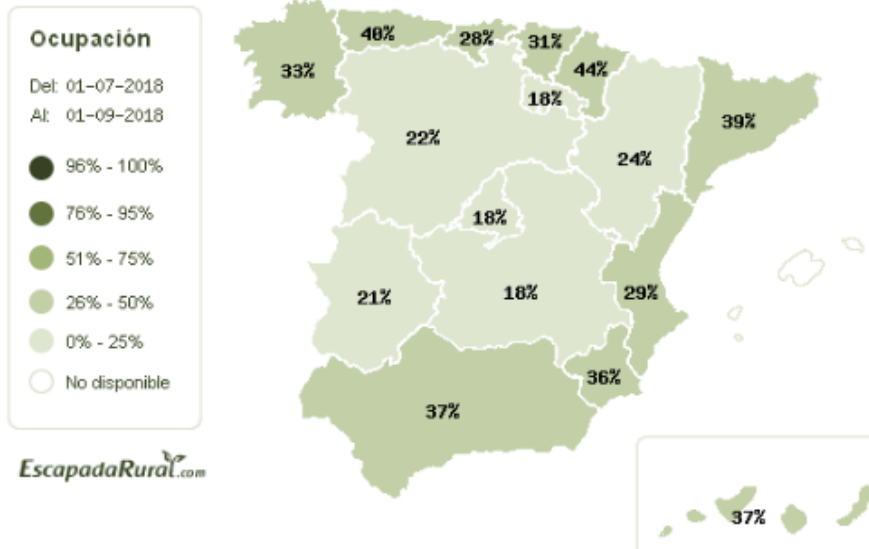 Ocupación
Del: 01-07-2018
Al: 01-09-2018
96% - 100%
76% - 95%
51% - 75%
26% - 50%
0% - 25%
No disponible
EscapadaRural.com
33%
40%
28%
31%
44%
18%
22%
24%
39%
18%
21%
18%
29%
36%
37%
37%